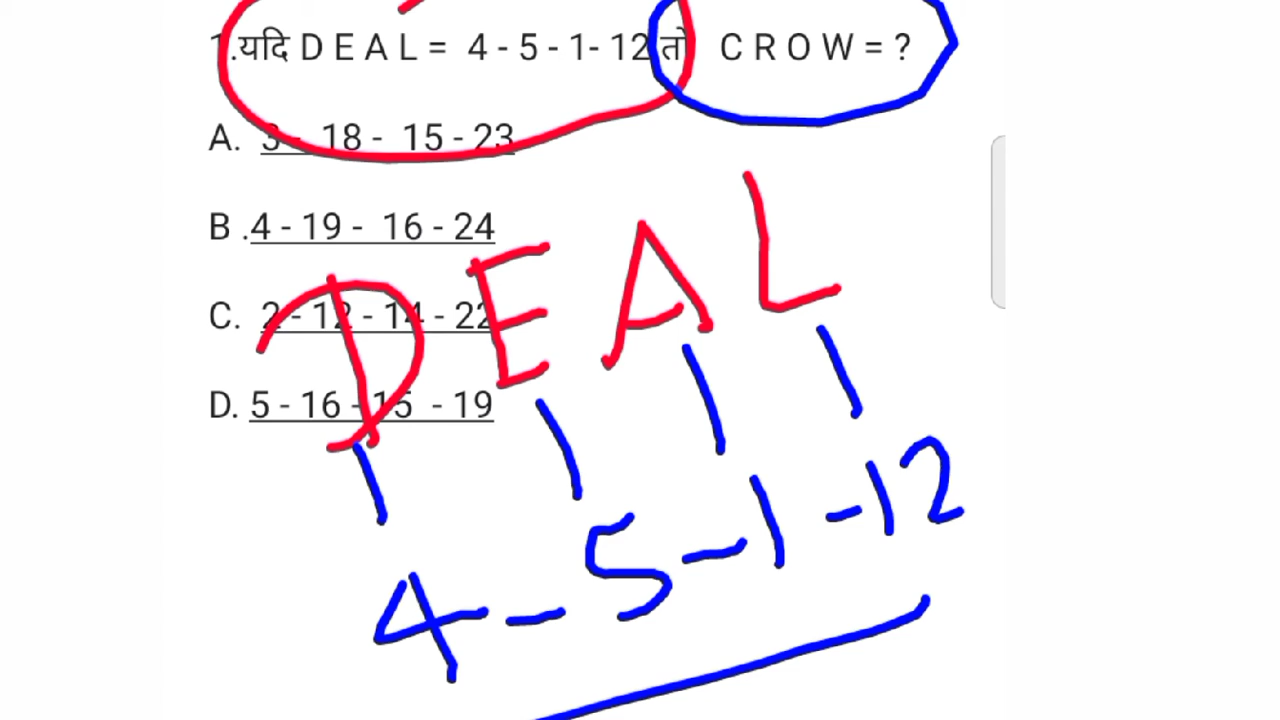 1.यदि D E A L = 4 - 5 - 1- 12 तो C R O W = ?
A. 3 - 18 - 15 - 23
B .4 - 19 - 16 - 24
C. 2 - 12 - 14 - 22
D. 5 - 16 - 15 - 19
D E A L
4 - 5 - 1 - 12